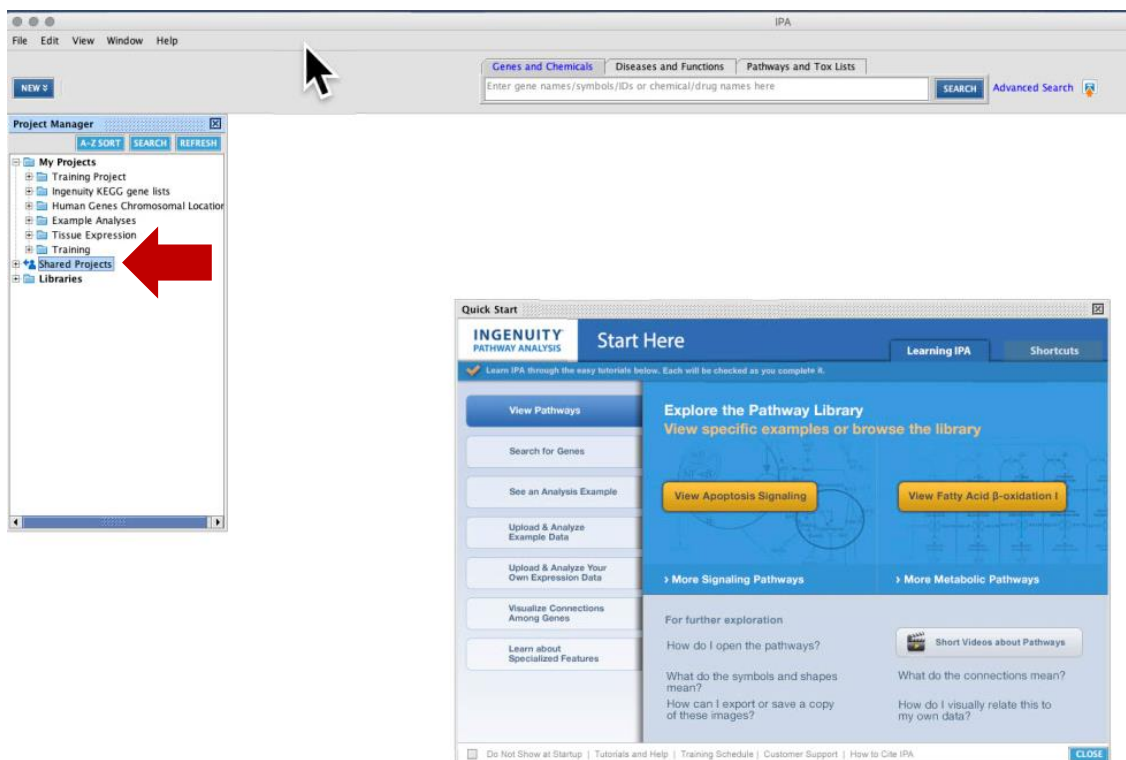 IPA
File Edit View Window Help
Genes and Chemicals Diseases and Functions Pathways and Tox Lists
NEW Enter gene names/symbols/IDs or chemical/drug names here SEARCH Advanced Search
Project Manager
A-Z SORT SEARCH REFRESH
My Projects
Training Project
Ingenuity KEGG gene lists
Human Genes Chromosomal Location
Example Analyses
Tissue Expression
Training
Shared Projects
Libraries
Quick Start
INGENUITY
PATHWAY ANALYSIS
Start Here
Learning IPA Shortcuts
Learn IPA through the easy tutorials below. Each will be checked as you complete it.
View Pathways
Search for Genes
See an Analysis Example
Upload & Analyze
Example Data
Upload & Analyze Your
Own Expression Data
Visualize Connections
Among Genes
Learn about
Specialized Features
Explore the Pathway Library
View specific examples or browse the library
View Apoptosis Signaling View Fatty Acid β-oxidation I
› More Signaling Pathways › More Metabolic Pathways
For further exploration
How do I open the pathways? Short Videos about Pathways
What do the symbols and shapes
mean?
What do the connections mean?
How can I export or save a copy
of these images?
How do I visually relate this to
my own data?
Do Not Show at Startup | Tutorials and Help | Training Schedule | Customer Support | How to Cite IPA CLOSE